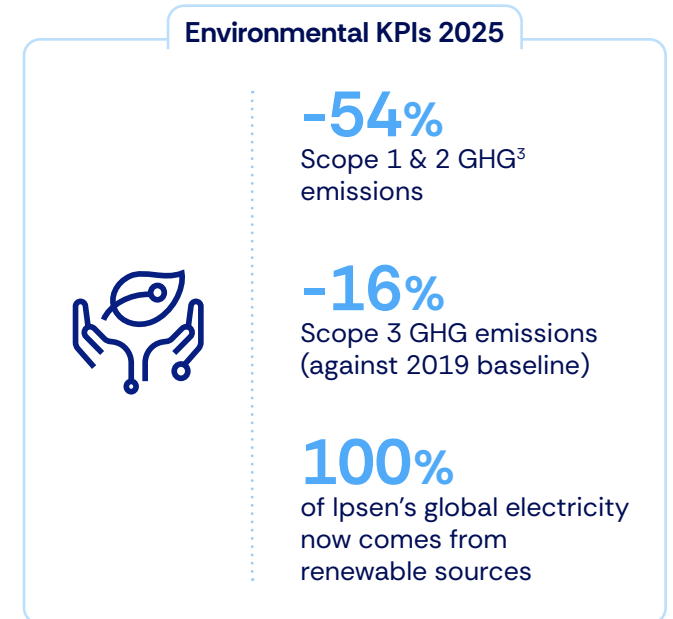 Environmental KPIs 2025
-54%
Scope 1 & 2 GHG³
emissions
-16%
Scope 3 GHG emissions
(against 2019 baseline)
100%
of Ipsen’s global electricity
now comes from
renewable sources